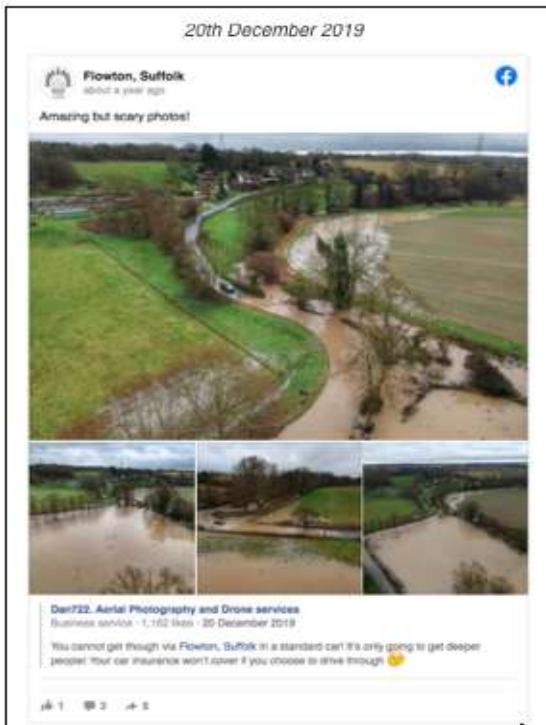 20th December 2019
Flowton, Suffolk
about a year ago
Amazing but scary photos!
Dan722. Aerial Photography and Drone services
Business service · 1,162 likes · 20 December 2019
You cannot get though via Flowton, Suffolk in a standard car! It's only going to get deeper
people! Your car insurance won't cover if you choose to drive through
1
3
5